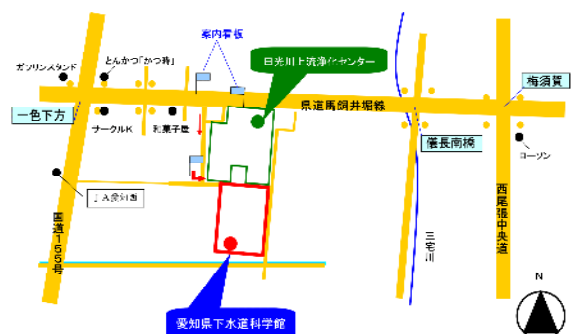 案内看板
ガソリンスタンド
とんかつ「かつ時」
日光川上流浄化センター
梅須賀
県道馬飼井堀線
一色下方
サークルK
和菓子屋
儀長南橋
ローソン
JA愛知西
国道155号
三宅川
西尾張中央道
愛知県下水道科学館
N